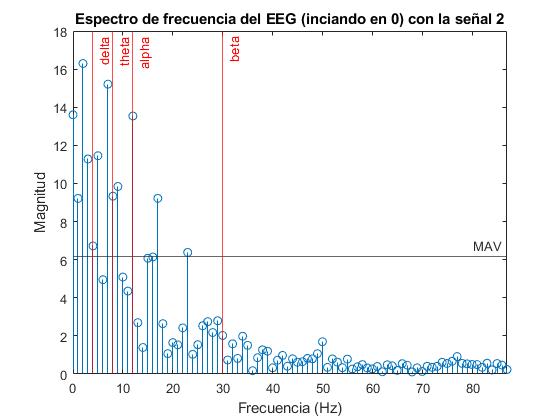 Espectro de frecuencia del EEG (inciando en 0) con la señal 2
18
16
14
12
10
8
6
4
2
0
Magnitud
delta
theta
alpha
beta
MAV
0 10 20 30 40 50 60 70 80
Frecuencia (Hz)